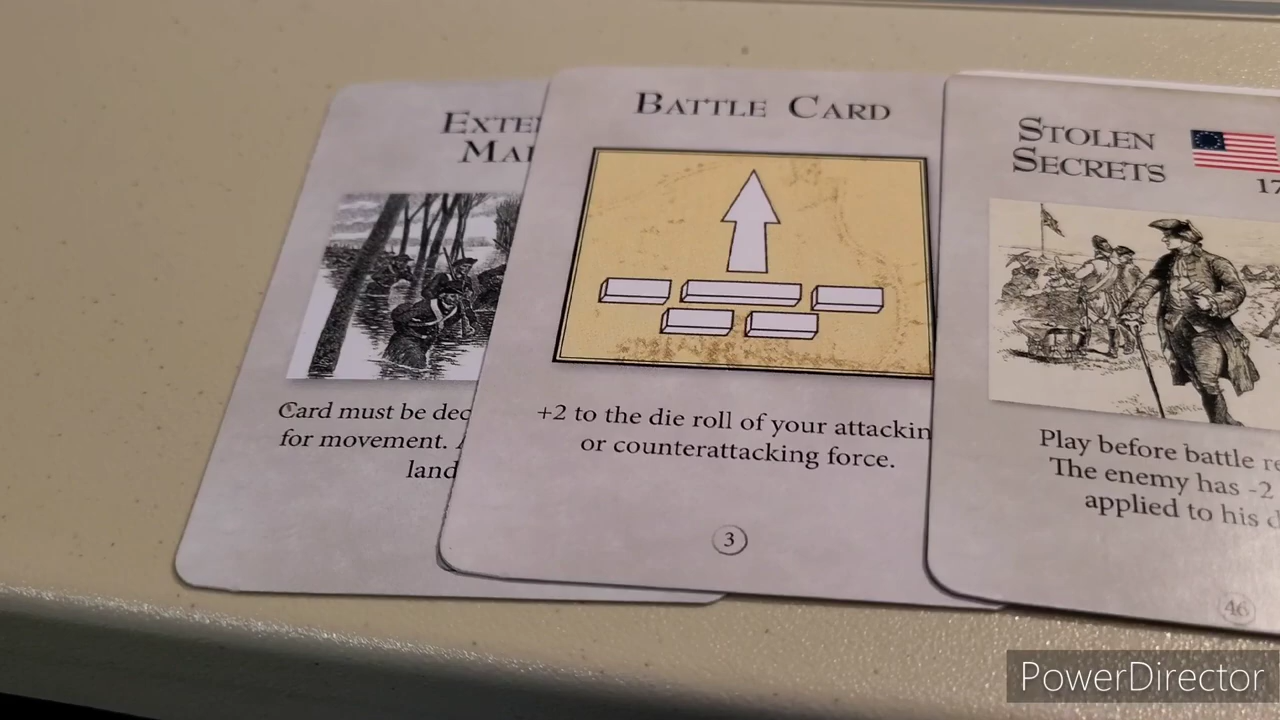 EXTE
MA
Card must be dec
for movement.
land
BATTLE CARD
+2 to the die roll of your attackin
or counterattacking force.
3
STOLEN
SECRETS
17
Play before battle re
The enemy has -2
applied to his d
46
PowerDirector